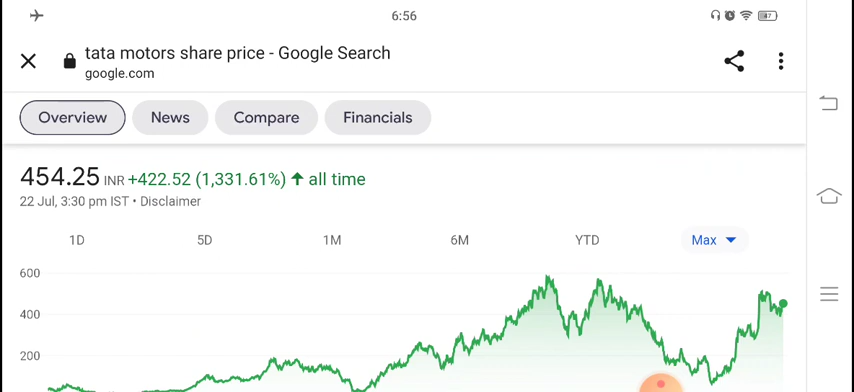 6:56
47
tata motors share price - Google Search
google.com
Overview News Compare Financials
454.25 INR +422.52 (1,331.61%) ↑ all time
22 Jul, 3:30 pm IST • Disclaimer
1D 5D 1M 6M YTD Max
600
400
200